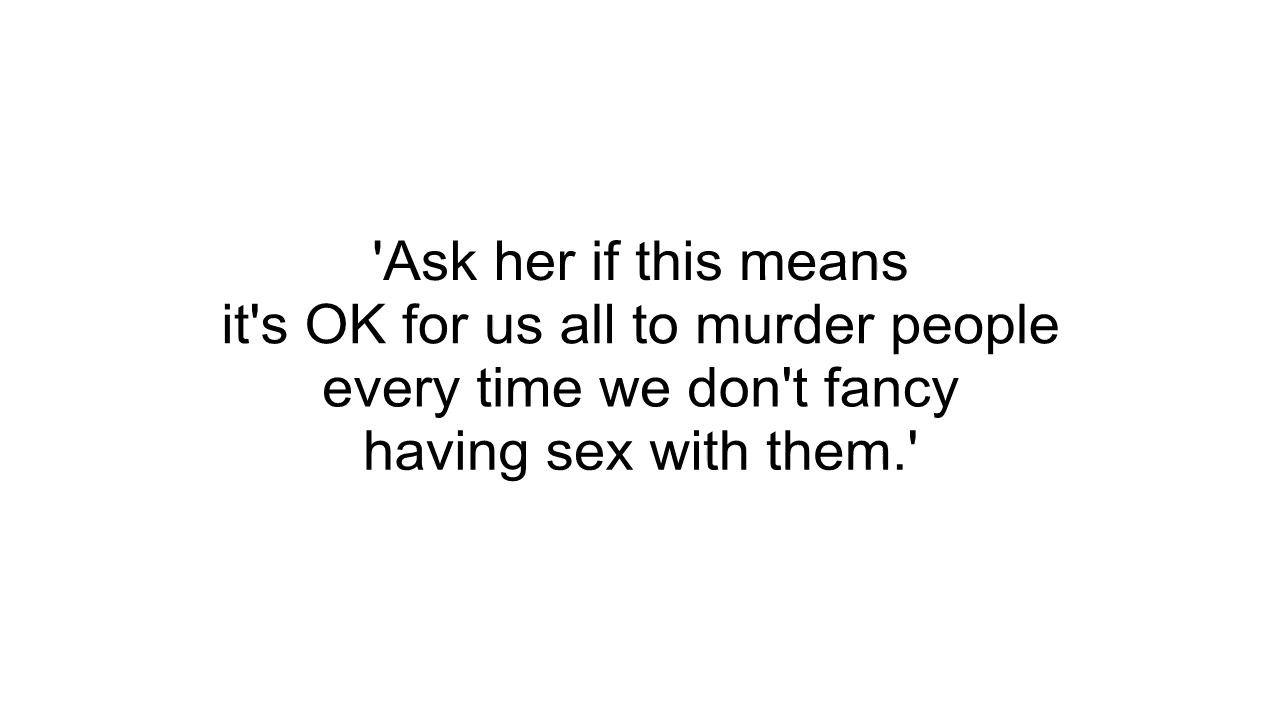 'Ask her if this means
it's OK for us all to murder people
every time we don't fancy
having sex with them.'